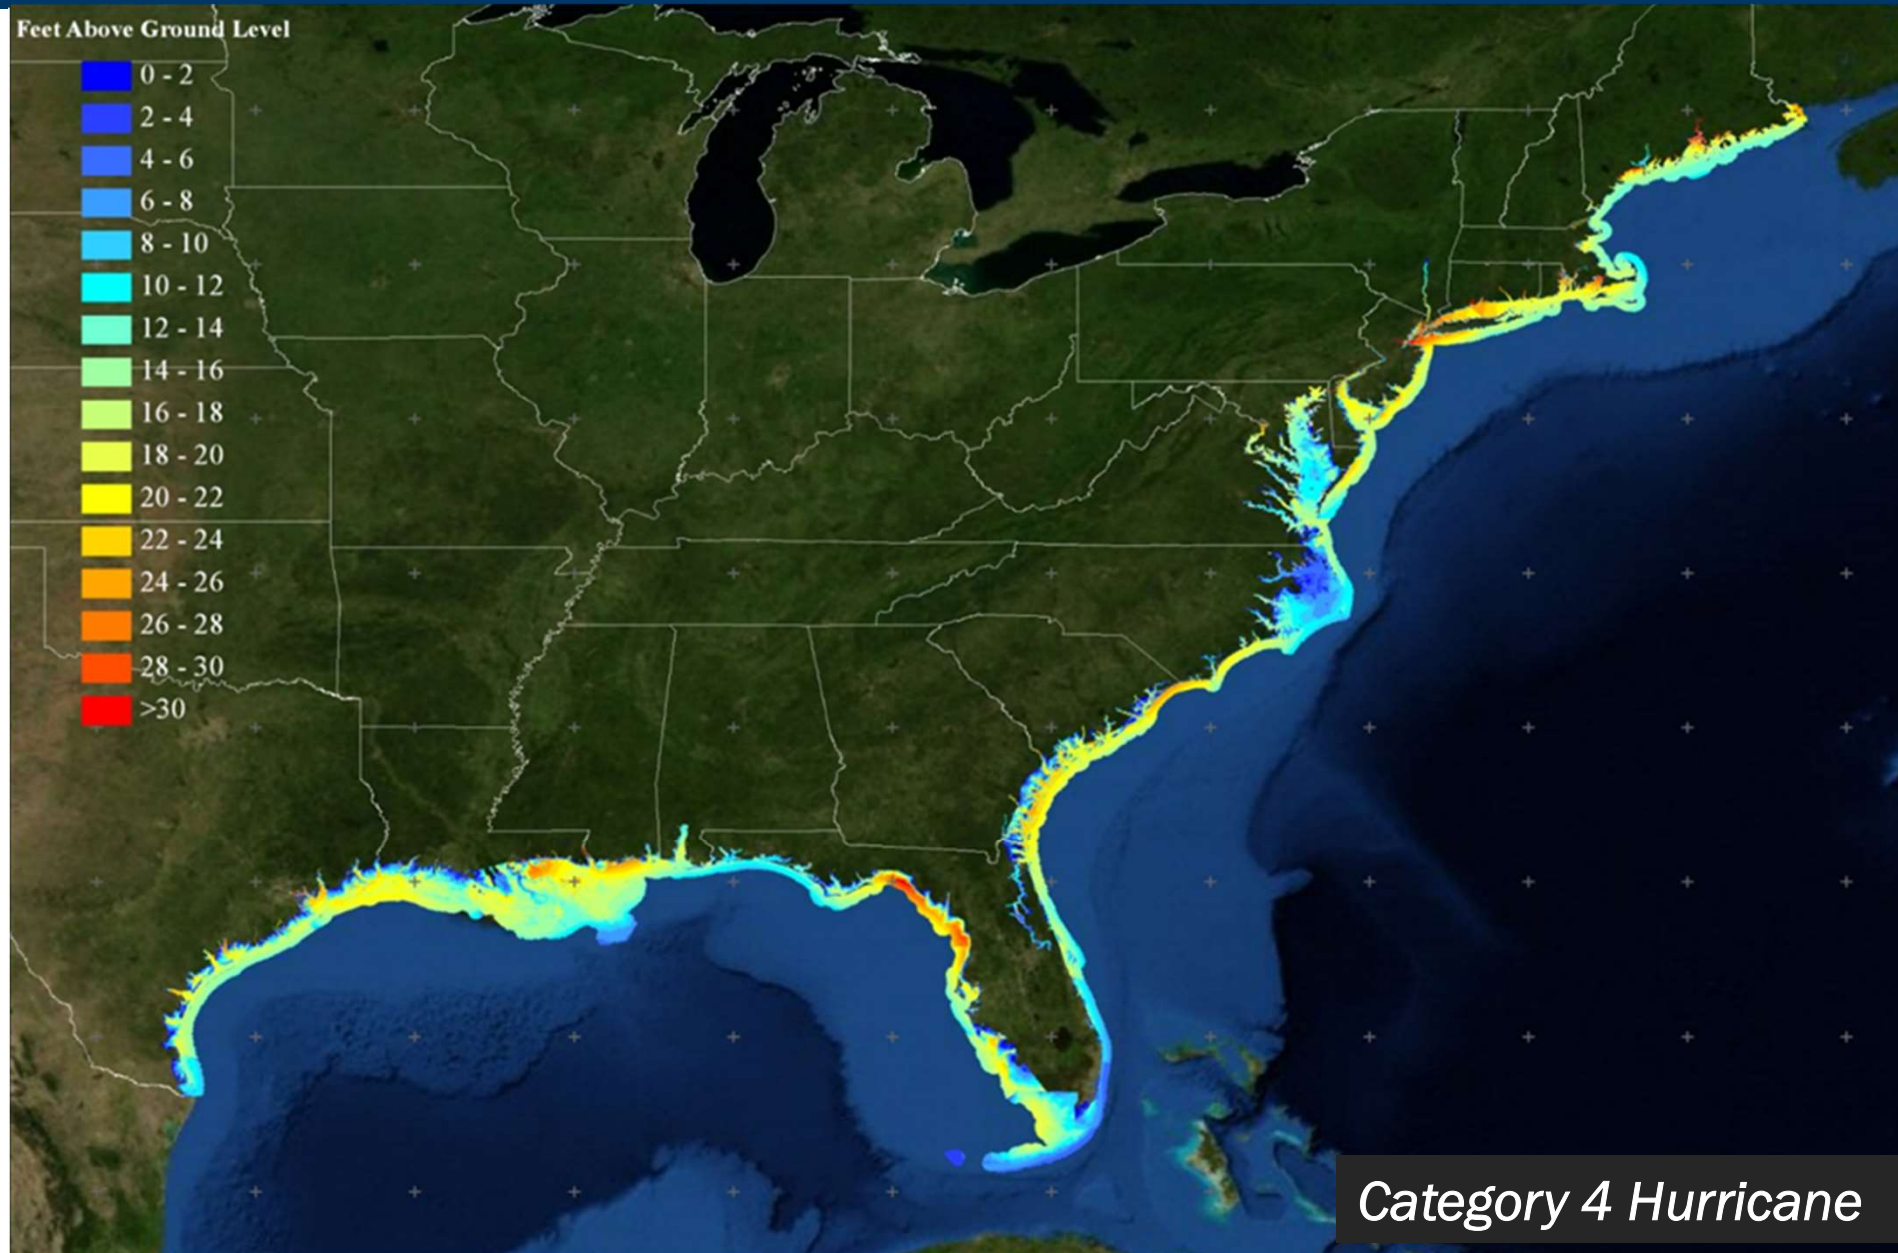 Feet Above Ground Level
0 - 2
2 - 4
4 - 6
6 - 8
8 - 10
10 - 12
12 - 14
14 - 16
16 - 18
18 - 20
20 - 22
22 - 24
24 - 26
26 - 28
28 - 30
>30
Category 4 Hurricane